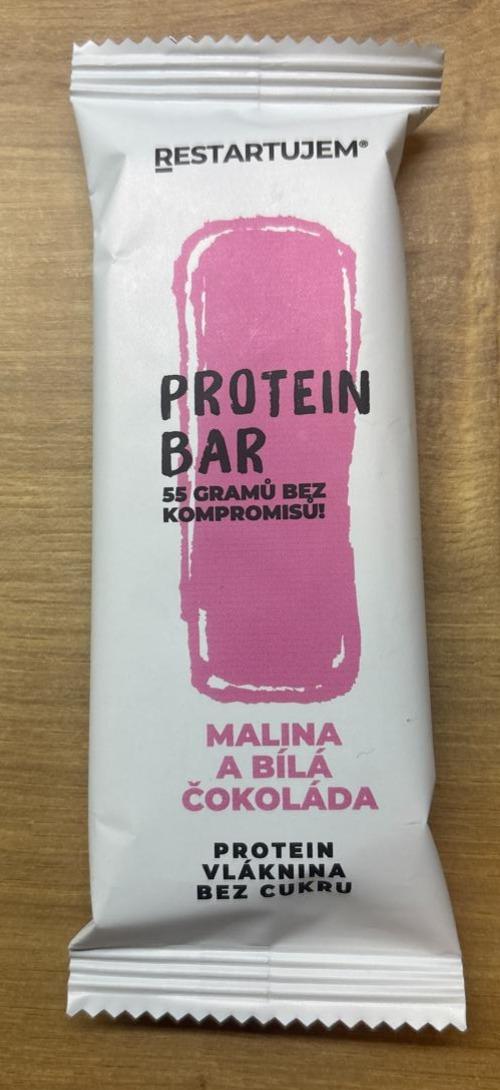 RESTARTUJEM®
PROTEIN
BAR
55 GRAMŮ BEZ
KOMPROMISŮ!
MALINA
A BÍLÁ
ČOKOLÁDA
PROTEIN
VLÁKNINA
BEZ CUKRU